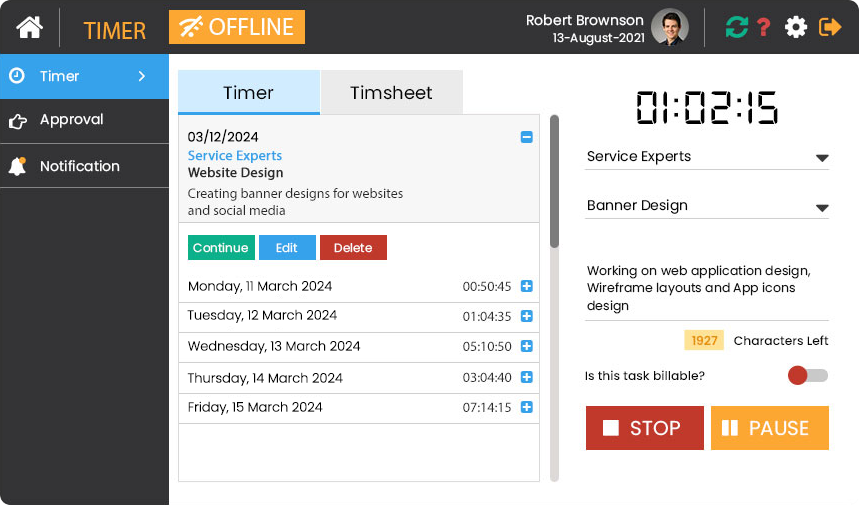 TIMER
OFFLINE
Robert Brownson
13-August-2021
?
Timer
Approval
Notification
Timer
Timsheet
03/12/2024
Service Experts
Website Design
Creating banner designs for websites
and social media
Continue
Edit
Delete
Monday, 11 March 2024 00:50:45
Tuesday, 12 March 2024 01:04:35
Wednesday, 13 March 2024 05:10:50
Thursday, 14 March 2024 03:04:40
Friday, 15 March 2024 07:14:15
01:02:15
Service Experts
Banner Design
Working on web application design,
Wireframe layouts and App icons
design
1927 Characters Left
Is this task billable?
STOP
PAUSE